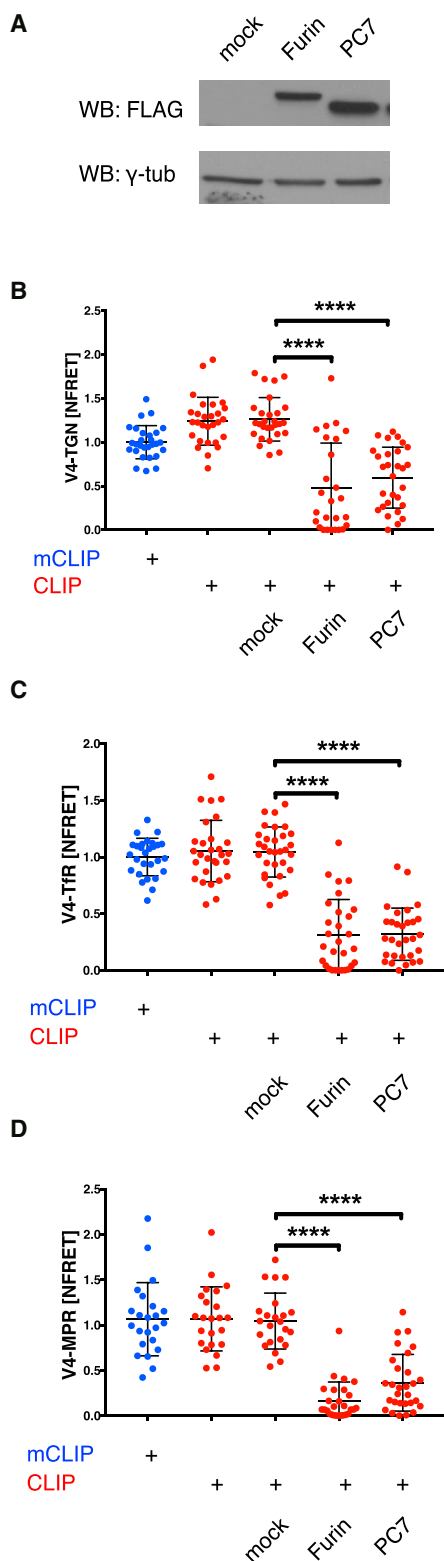 A
mock Furin PC7
WB: FLAG
WB: γ-tub
B
V4-TGN [NFRET]
2.5
2.0
1.5
1.0
0.5
0.0
****
****
mCLIP +
CLIP + + + +
mock Furin PC7
C
V4-TfR [NFRET]
2.0
1.5
1.0
0.5
0.0
****
****
mCLIP +
CLIP + + + +
mock Furin PC7
D
V4-MPR [NFRET]
2.5
2.0
1.5
1.0
0.5
0.0
****
****
mCLIP +
CLIP + + + +
mock Furin PC7